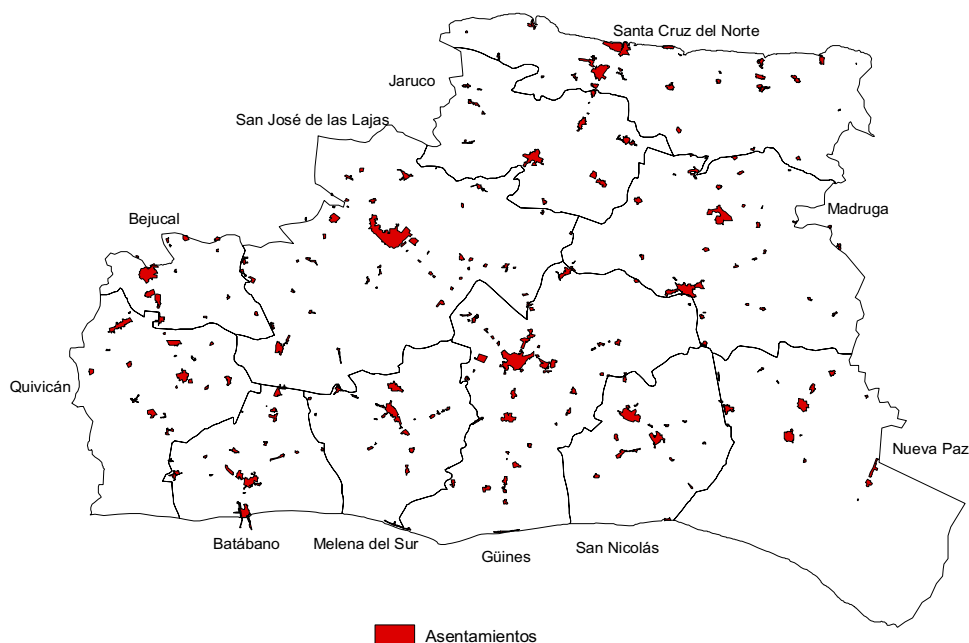 Santa Cruz del Norte
Jaruco
San José de las Lajas
Bejucal
Madruga
Quivicán
Nueva Paz
Batábano
Melena del Sur
Güines
San Nicolás
Asentamientos